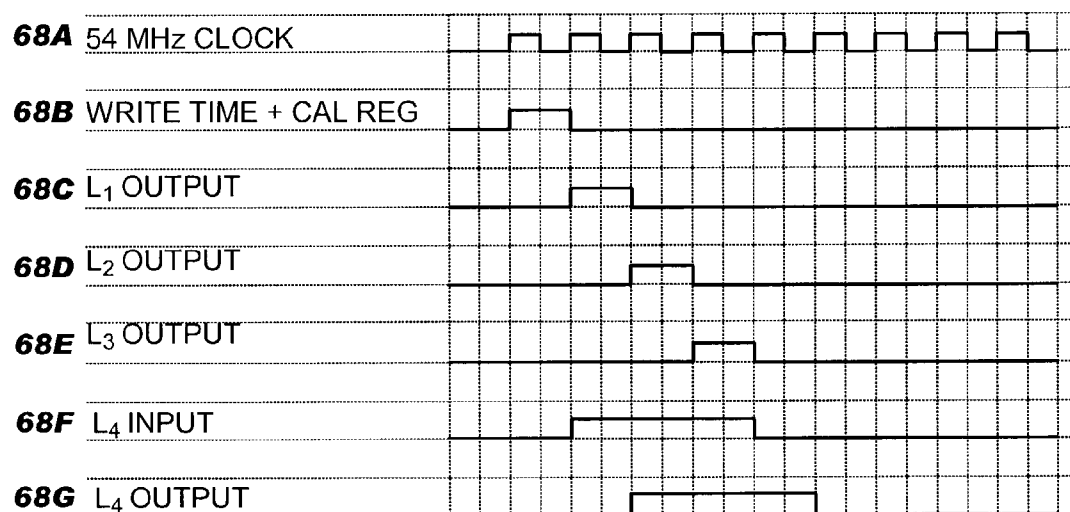 68A 54 MHz CLOCK
68B WRITE TIME + CAL REG
68C L₁ OUTPUT
68D L₂ OUTPUT
68E L₃ OUTPUT
68F L₄ INPUT
68G L₄ OUTPUT